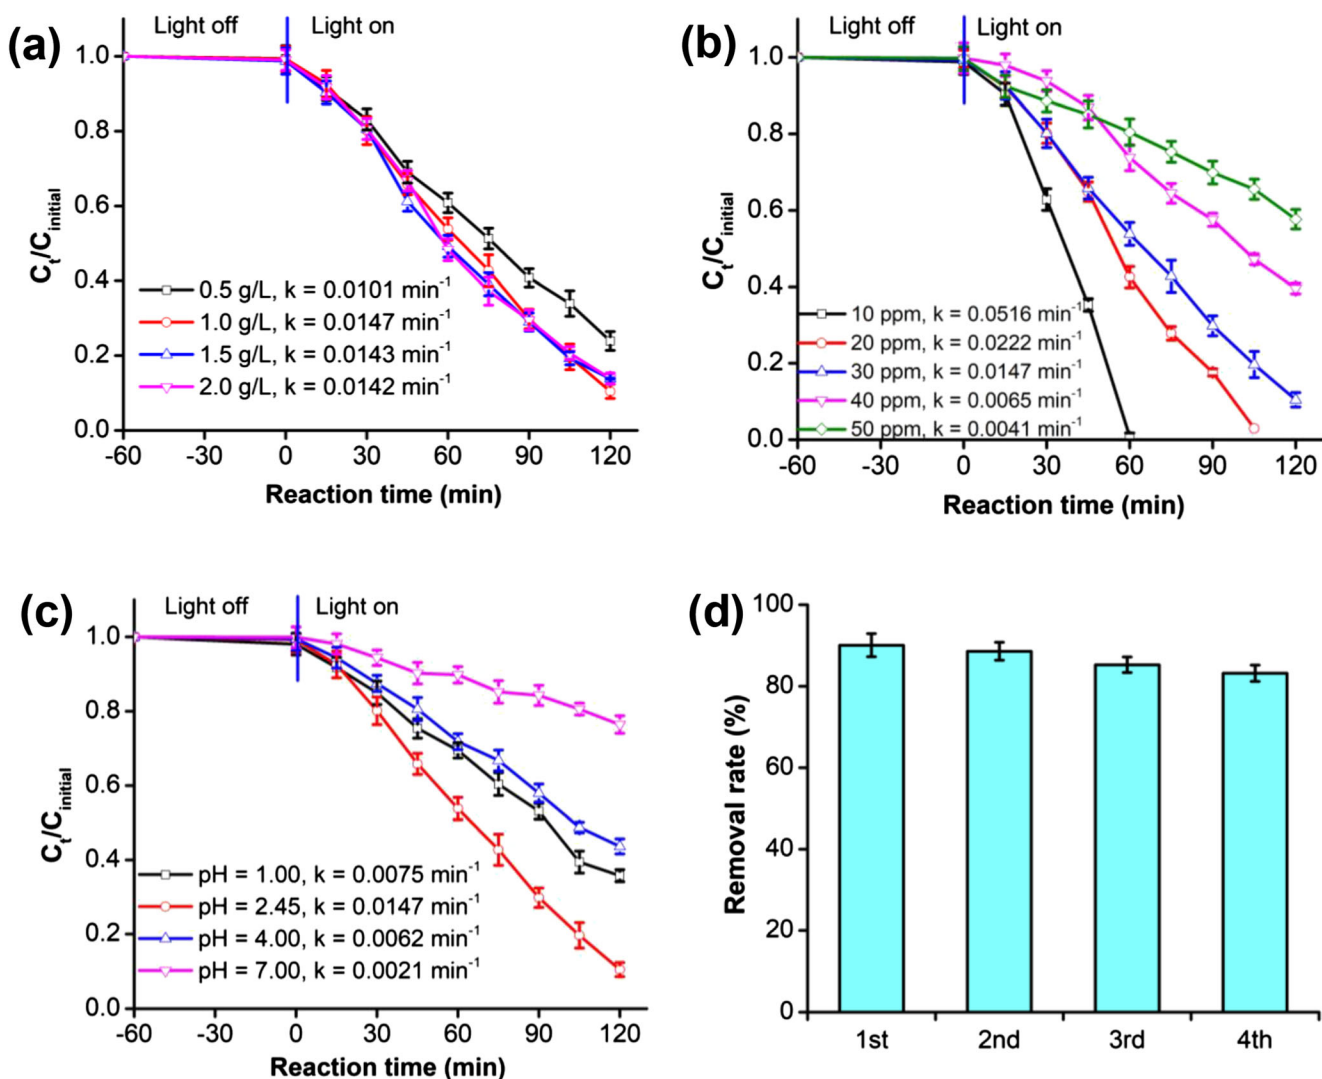 (a)
Light off
Light on
C_t/C_initial
1.0
0.8
0.6
0.4
0.2
0.0
0.5 g/L, k = 0.0101 min⁻¹
1.0 g/L, k = 0.0147 min⁻¹
1.5 g/L, k = 0.0143 min⁻¹
2.0 g/L, k = 0.0142 min⁻¹
-60 -30 0 30 60 90 120
Reaction time (min)
(b)
Light off
Light on
C_t/C_initial
1.0
0.8
0.6
0.4
0.2
0.0
10 ppm, k = 0.0516 min⁻¹
20 ppm, k = 0.0222 min⁻¹
30 ppm, k = 0.0147 min⁻¹
40 ppm, k = 0.0065 min⁻¹
50 ppm, k = 0.0041 min⁻¹
-60 -30 0 30 60 90 120
Reaction time (min)
(c)
Light off
Light on
C_t/C_initial
1.0
0.8
0.6
0.4
0.2
0.0
pH = 1.00, k = 0.0075 min⁻¹
pH = 2.45, k = 0.0147 min⁻¹
pH = 4.00, k = 0.0062 min⁻¹
pH = 7.00, k = 0.0021 min⁻¹
-60 -30 0 30 60 90 120
Reaction time (min)
(d)
Removal rate (%)
100
80
60
40
20
0
1st 2nd 3rd 4th